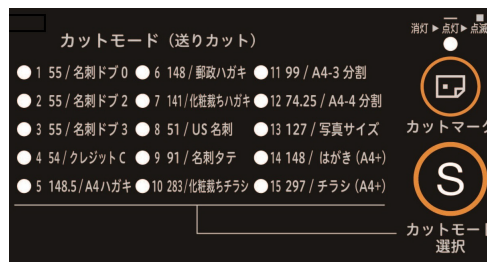 カットモード（送りカット）
消灯▶点灯▶点滅
1 55 / 名刺ドブ 0
6 148 / 郵政ハガキ
11 99 / A4-3 分割
2 55 / 名刺ドブ 2
7 141/化粧裁ちハガキ
12 74.25 / A4-4 分割
3 55 / 名刺ドブ 3
8 51 / US 名刺
13 127 / 写真サイズ
4 54 / クレジット C
9 91 / 名刺タテ
14 148 / はがき (A4+)
5 148.5 / A4 ハガキ
10 283/化粧裁ちチラシ
15 297 / チラシ (A4+)
カットマーク
S
カットモード
選択